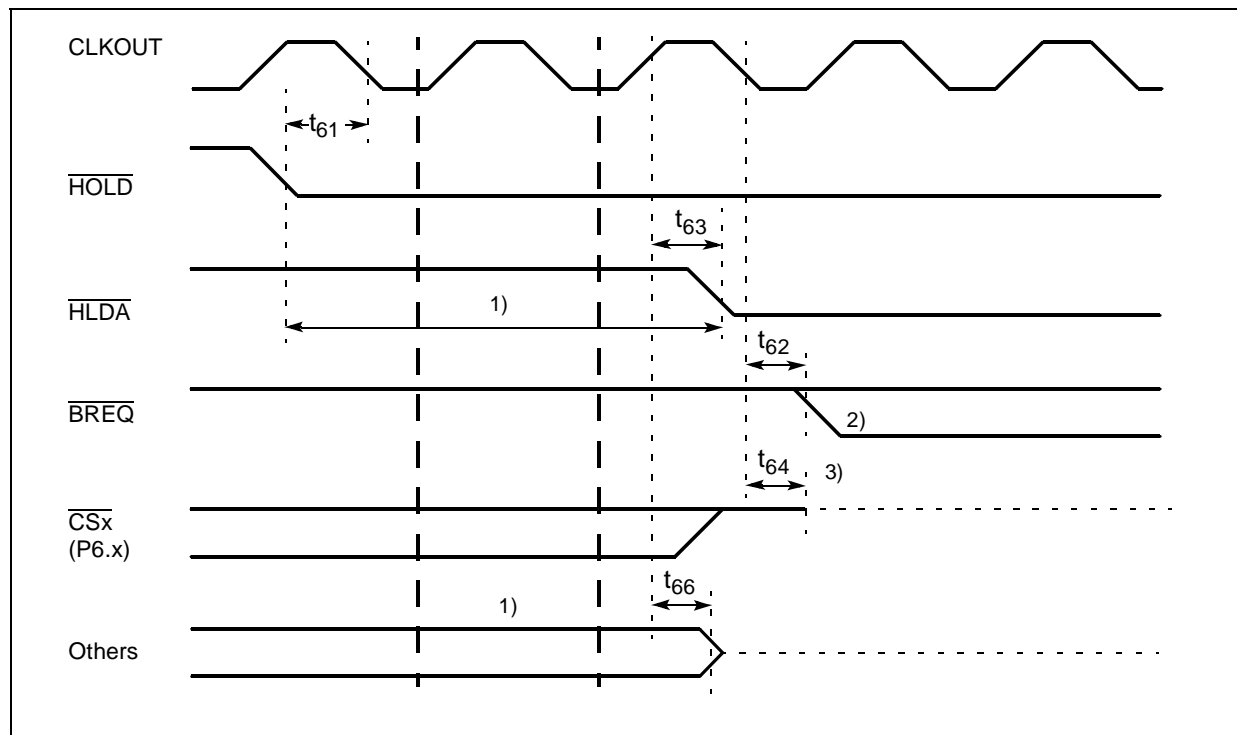 CLKOUT
t61
HOLD
t63
HLDA
1)
t62
BREQ
2)
t64
3)
CSx
(P6.x)
t66
1)
Others